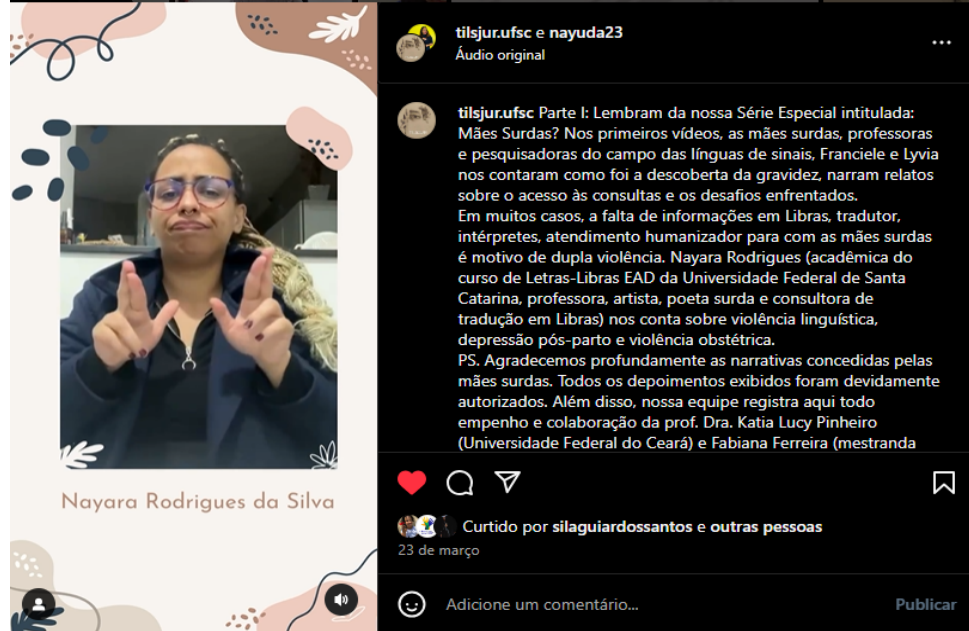 tilsjur.ufsc e nayuda23
Áudio original
tilsjur.ufsc Parte I: Lembram da nossa Série Especial intitulada:
Mães Surdas? Nos primeiros vídeos, as mães surdas, professoras
e pesquisadoras do campo das línguas de sinais, Franciele e Lyvia
nos contaram como foi a descoberta da gravidez, narram relatos
sobre o acesso às consultas e os desafios enfrentados.
Em muitos casos, a falta de informações em Libras, tradutor,
intérpretes, atendimento humanizador para com as mães surdas
é motivo de dupla violência. Nayara Rodrigues (acadêmica do
curso de Letras-Libras EAD da Universidade Federal de Santa
Catarina, professora, artista, poeta surda e consultora de
tradução em Libras) nos conta sobre violência linguística,
depressão pós-parto e violência obstétrica.
PS. Agradecemos profundamente as narrativas concedidas pelas
mães surdas. Todos os depoimentos exibidos foram devidamente
autorizados. Além disso, nossa equipe registra aqui todo
empenho e colaboração da prof. Dra. Katia Lucy Pinheiro
(Universidade Federal do Ceará) e Fabiana Ferreira (mestranda
Nayara Rodrigues da Silva
Curtido por silaguiardossantos e outras pessoas
23 de março
Adicione um comentário...
Publicar